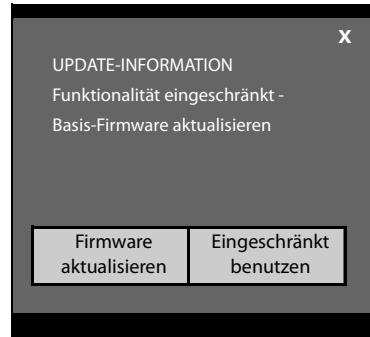 X
UPDATE-INFORMATION
Funktionalität eingeschränkt -
Basis-Firmware aktualisieren
Firmware
aktualisieren
Eingeschränkt
benutzen